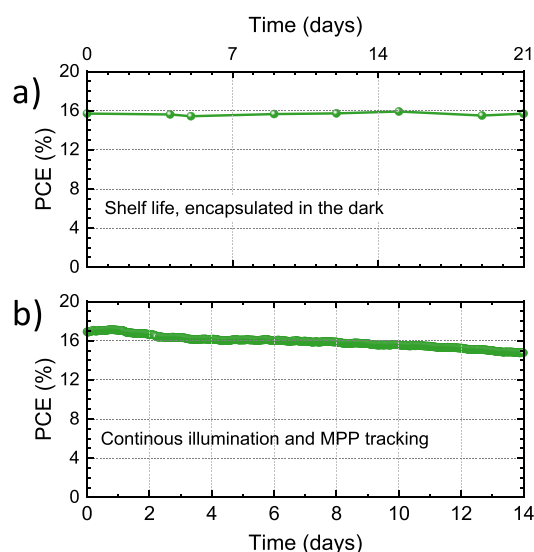 Time (days)
0 7 14 21
a)
PCE (%)
20
16
12
8
4
0
Shelf life, encapsulated in the dark
b)
PCE (%)
20
16
12
8
4
0
Continous illumination and MPP tracking
0 2 4 6 8 10 12 14
Time (days)